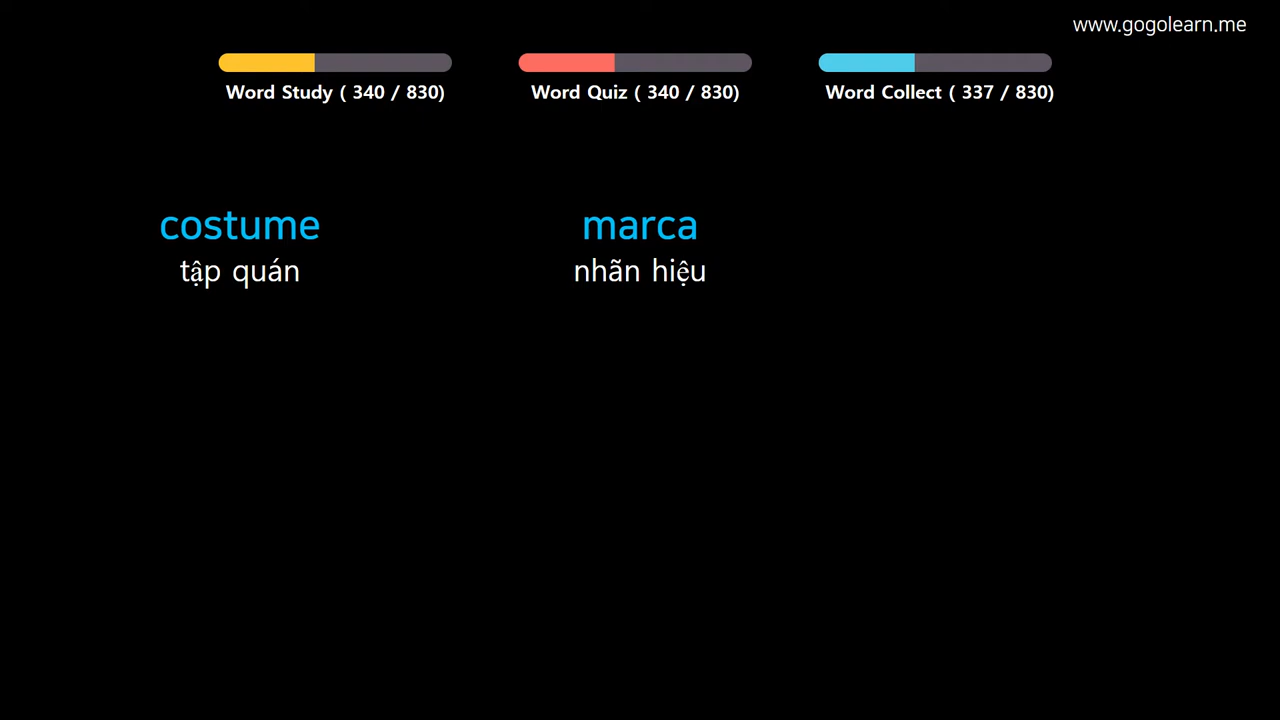 www.gogolearn.me
Word Study ( 340 / 830)
Word Quiz ( 340 / 830)
Word Collect ( 337 / 830)
costume
tập quán
marca
nhãn hiệu